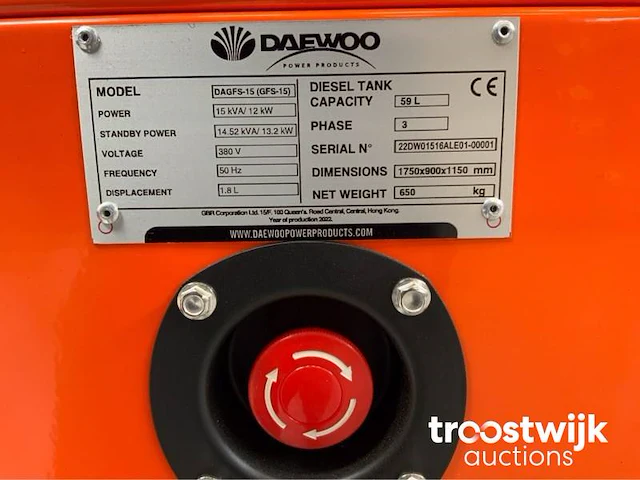 DAEWOO
POWER PRODUCTS
MODEL DAGFS-15 (GFS-15)
POWER 15 kVA/ 12 kW
STANDBY POWER 14.52 kVA/ 13.2 kW
VOLTAGE 380 V
FREQUENCY 50 Hz
DISPLACEMENT 1.8 L
DIESEL TANK
CAPACITY 59 L
CE
PHASE 3
SERIAL N° 22DW01516ALE01-00001
DIMENSIONS 1750x900x1150 mm
NET WEIGHT 650 kg
GBR Corporation Ltd. 15/F. 100 Queen's. Road Central, Central, Hong Kong.
Year of production 2022.
WWW.DAEWOOPOWERPRODUCTS.COM
troostwijk
auctions